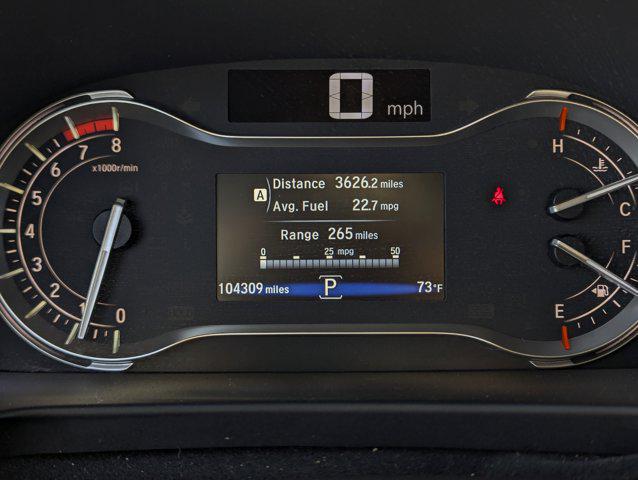 0 mph
8
7
6
5
4
3
2
1
0
x1000r/min
A
Distance 3626.2 miles
Avg. Fuel 22.7 mpg
Range 265 miles
0 25 mpg 50
104309 miles P 73°F
H
C
F
E